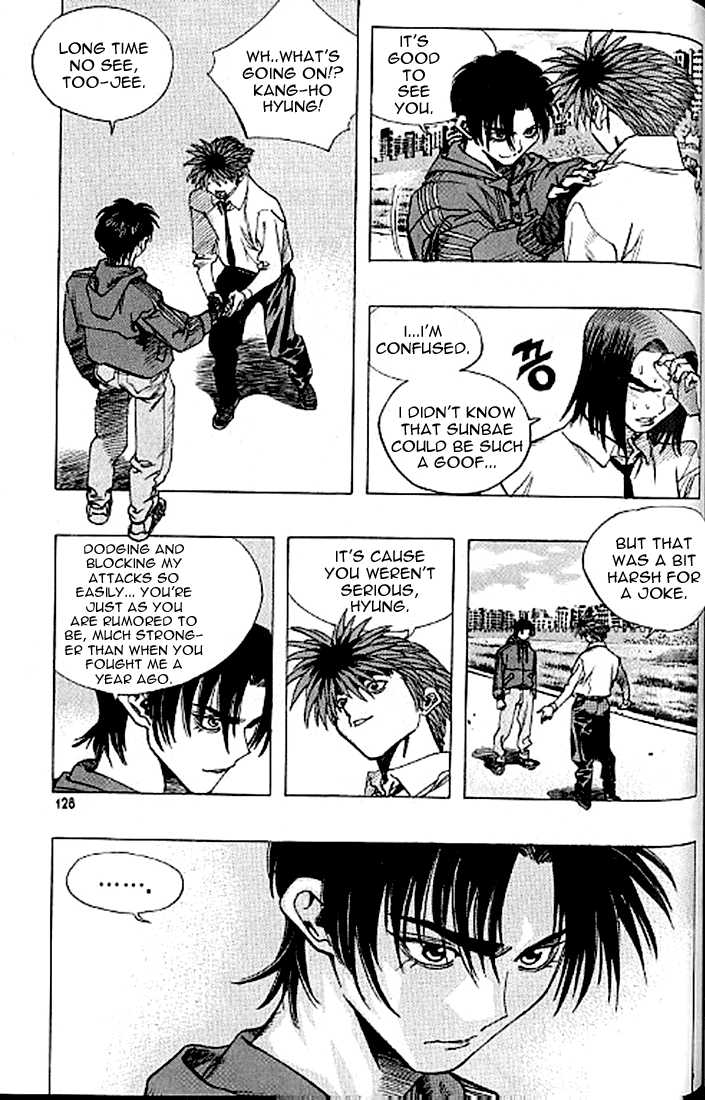 LONG TIME
NO SEE,
TOO-JEE.
WH..WHAT'S
GOING ON!?
KANG-HO
HYUNG!
IT'S
GOOD
TO
SEE
YOU.
I...I'M
CONFUSED.
끙
I DIDN'T KNOW
THAT SUNBAE
COULD BE SUCH
A GOOF...
DODGING AND
BLOCKING MY
ATTACKS SO
EASILY... YOU'RE
JUST AS YOU
ARE RUMORED TO
BE, MUCH STRONG-
ER THAN WHEN YOU
FOUGHT ME A
YEAR AGO.
IT'S CAUSE
YOU WEREN'T
SERIOUS,
HYUNG.
BUT THAT
WAS A BIT
HARSH FOR
A JOKE.
128
.......